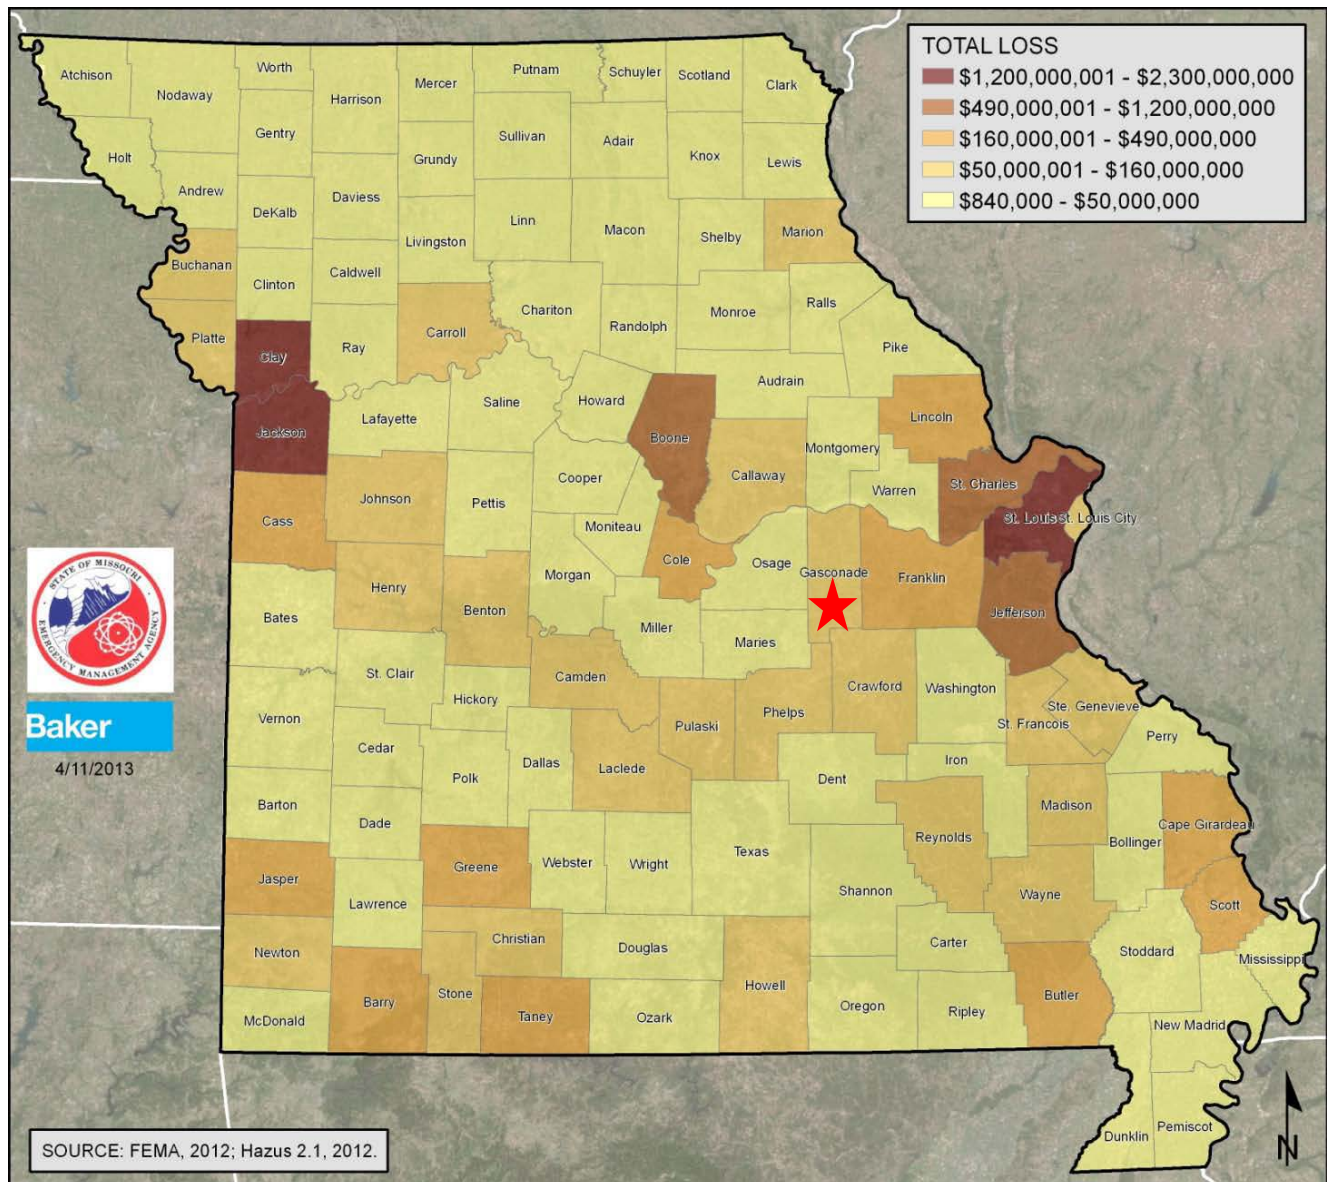 TOTAL LOSS
$1,200,000,001 - $2,300,000,000
$490,000,001 - $1,200,000,000
$160,000,001 - $490,000,000
$50,000,001 - $160,000,000
$840,000 - $50,000,000
Atchison
Nodaway
Worth
Harrison
Mercer
Putnam
Schuyler
Scotland
Clark
Gentry
Sullivan
Adair
Holt
Andrew
DeKalb
Daviess
Grundy
Knox
Lewis
Linn
Macon
Shelby
Marion
Livingston
Buchanan
Clinton
Caldwell
Chariton
Randolph
Monroe
Ralls
Platte
Clay
Ray
Carroll
Pike
Audrain
Jackson
Lafayette
Saline
Howard
Boone
Lincoln
Callaway
Montgomery
Warren
St. Charles
St. Louis
St. Louis City
Cass
Johnson
Pettis
Cooper
Moniteau
Cole
Osage
Gasconade
Franklin
Jefferson
Bates
Henry
Benton
Morgan
Miller
Maries
Camden
Crawford
Washington
St. Clair
Hickory
Pulaski
Phelps
St. Francois
Ste. Genevieve
Perry
Vernon
Cedar
Polk
Dallas
Laclede
Dent
Iron
Barton
Dade
Madison
Bollinger
Cape Girardeau
Jasper
Greene
Webster
Wright
Texas
Reynolds
Shannon
Wayne
Lawrence
Scott
Newton
Christian
Douglas
Carter
Stoddard
Mississippi
Barry
Stone
Taney
Howell
Ozark
Oregon
Ripley
Butler
McDonald
New Madrid
Dunklin
Pemiscot
STATE OF MISSOURI
EMERGENCY MANAGEMENT AGENCY
Baker
4/11/2013
SOURCE: FEMA, 2012; Hazus 2.1, 2012.
N